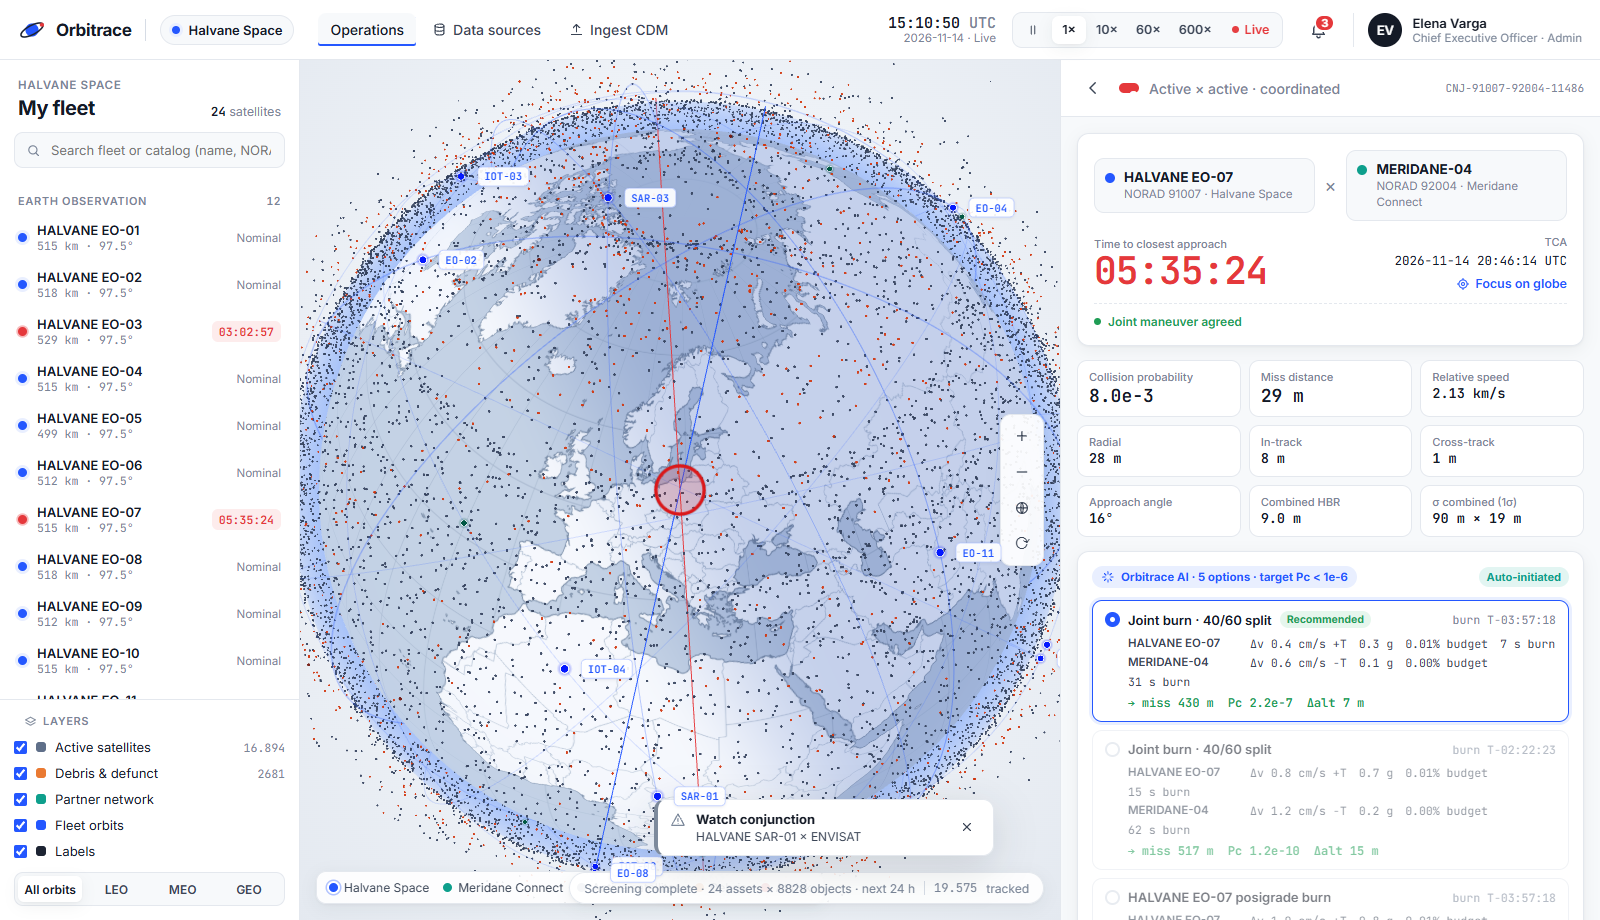 Orbitrace
Halvane Space
Operations
Data sources
Ingest CDM
15:10:50 UTC
2026-11-14 · Live
1×
10×
60×
600×
Live
3
EV
Elena Varga
Chief Executive Officer · Admin
HALVANE SPACE
My fleet
24 satellites
Search fleet or catalog (name, NOR
EARTH OBSERVATION 12
HALVANE EO-01
515 km · 97.5°
Nominal
HALVANE EO-02
518 km · 97.5°
Nominal
HALVANE EO-03
529 km · 97.5°
03:02:57
HALVANE EO-04
515 km · 97.5°
Nominal
HALVANE EO-05
499 km · 97.5°
Nominal
HALVANE EO-06
512 km · 97.5°
Nominal
HALVANE EO-07
515 km · 97.5°
05:35:24
HALVANE EO-08
518 km · 97.5°
Nominal
HALVANE EO-09
512 km · 97.5°
Nominal
HALVANE EO-10
515 km · 97.5°
Nominal
LAYERS
Active satellites 16.894
Debris & defunct 2681
Partner network
Fleet orbits
Labels
All orbits
LEO
MEO
GEO
IOT-03
SAR-03
EO-04
EO-02
EO-11
IOT-04
SAR-01
EO-08
Watch conjunction
HALVANE SAR-01 × ENVISAT
Halvane Space
Meridane Connect
Screening complete · 24 assets × 8828 objects · next 24 h
19.575 tracked
Active × active · coordinated
CNJ-91007-92004-11486
HALVANE EO-07
NORAD 91007 · Halvane Space
×
MERIDANE-04
NORAD 92004 · Meridane
Connect
Time to closest approach
05:35:24
TCA
2026-11-14 20:46:14 UTC
Focus on globe
Joint maneuver agreed
Collision probability
8.0e-3
Miss distance
29 m
Relative speed
2.13 km/s
Radial
28 m
In-track
8 m
Cross-track
1 m
Approach angle
16°
Combined HBR
9.0 m
σ combined (1σ)
90 m × 19 m
Orbitrace AI · 5 options · target Pc < 1e-6
Auto-initiated
Joint burn · 40/60 split
Recommended
burn T-03:57:18
HALVANE EO-07 Δv 0.4 cm/s +T 0.3 g 0.01% budget 7 s burn
MERIDANE-04 Δv 0.6 cm/s -T 0.1 g 0.00% budget
31 s burn
→ miss 430 m Pc 2.2e-7 Δalt 7 m
Joint burn · 40/60 split
burn T-02:22:23
HALVANE EO-07 Δv 0.8 cm/s +T 0.7 g 0.01% budget
15 s burn
MERIDANE-04 Δv 1.2 cm/s -T 0.2 g 0.00% budget
62 s burn
→ miss 517 m Pc 1.2e-10 Δalt 15 m
HALVANE EO-07 posigrade burn
burn T-03:57:18